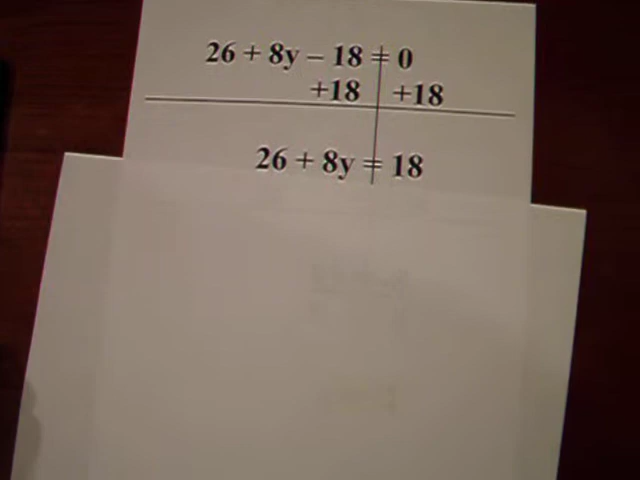 26 + 8y – 18 = 0
+18 +18
26 + 8y = 18